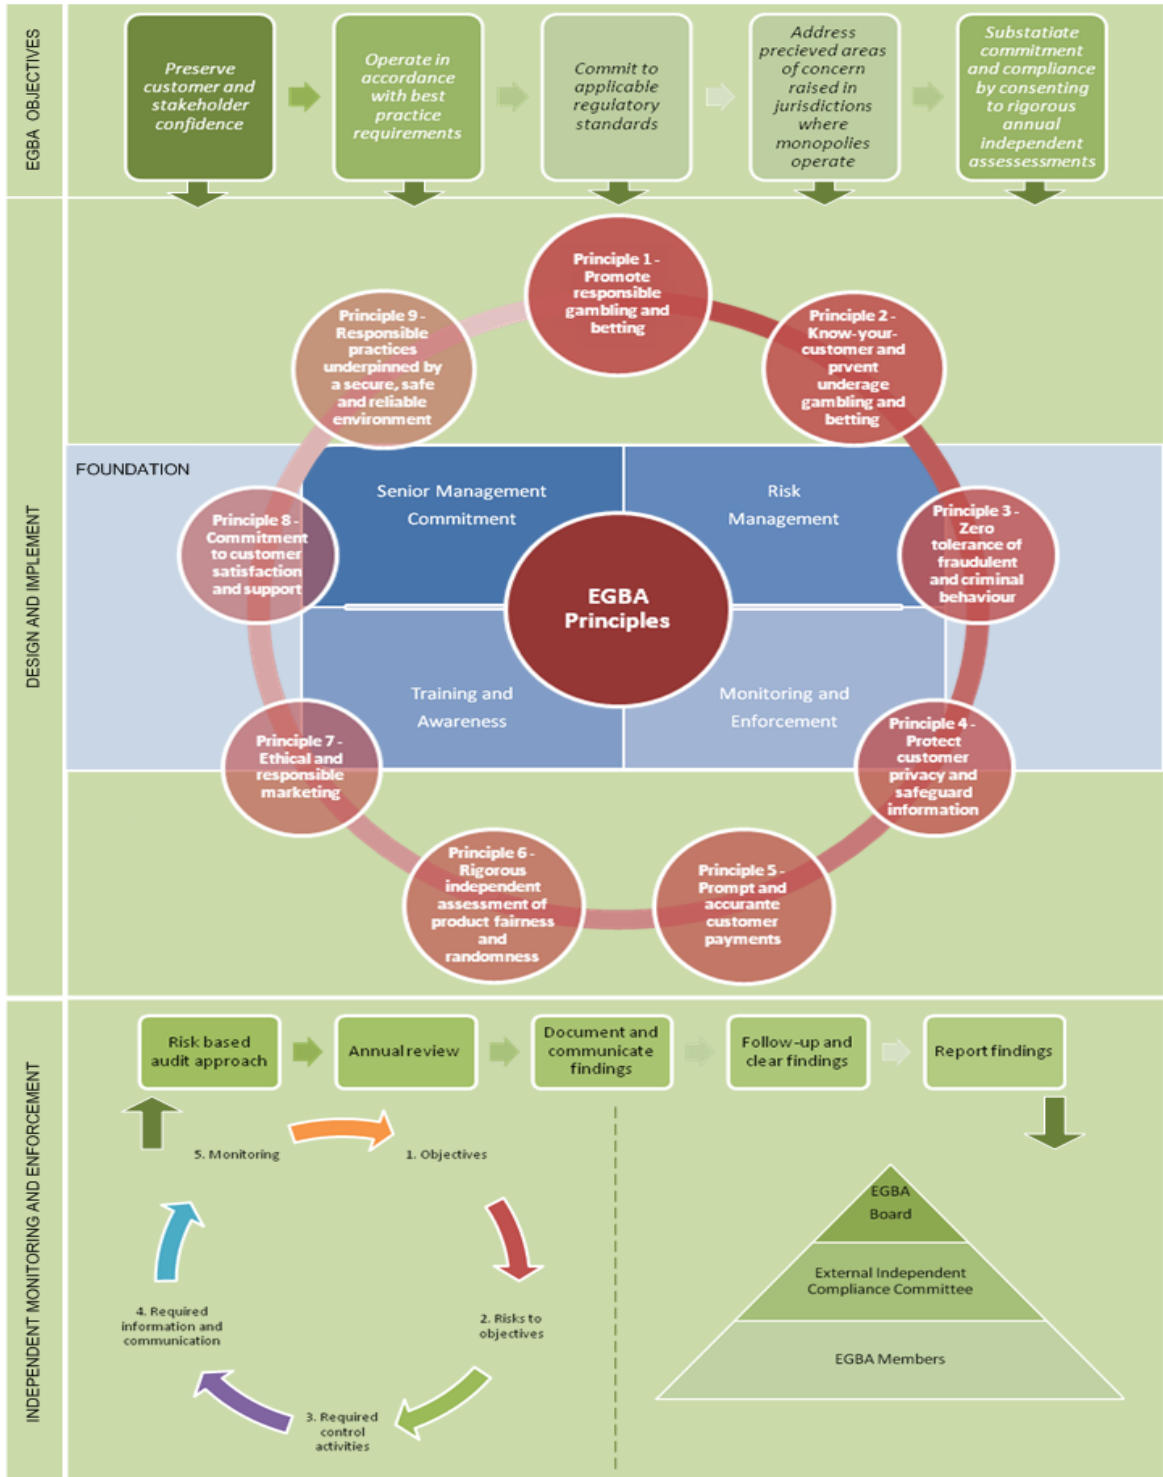 EGBA OBJECTIVES
Preserve
customer and
stakeholder
confidence
Operate in
accordance
with best
practice
requirements
Commit to
applicable
regulatory
standards
Address
precieved areas
of concern
raised in
jurisdictions
where
monopolies
operate
Substatiate
commitment
and compliance
by consenting
to rigorous
annual
independent
assessessments
DESIGN AND IMPLEMENT
Principle 1 -
Promote
responsible
gambling and
betting
Principle 2 -
Know-your-
customer and
prvent
underage
gambling and
betting
Principle 3 -
Zero
tolerance of
fraudulent
and criminal
behaviour
Principle 4 -
Protect
customer
privacy and
safeguard
information
Principle 5 -
Prompt and
accurante
customer
payments
Principle 6 -
Rigorous
independent
assessment of
product fairness
and
randomness
Principle 7 -
Ethical and
responsible
marketing
Principle 8 -
Commitment
to customer
satisfaction
and support
Principle 9 -
Responsible
practices
underpinned by
a secure, safe
and reliable
environment
FOUNDATION
Senior Management
Commitment
Risk
Management
EGBA
Principles
Training and
Awareness
Monitoring and
Enforcement
INDEPENDENT MONITORING AND ENFORCEMENT
Risk based
audit approach
Annual review
Document and
communicate
findings
Follow-up and
clear findings
Report findings
5. Monitoring
1. Objectives
2. Risks to
objectives
3. Required
control
activities
4. Required
information and
communication
EGBA
Board
External Independent
Compliance Committee
EGBA Members